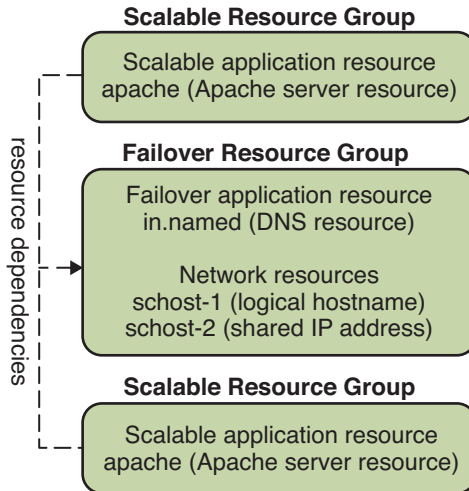 Scalable Resource Group
Scalable application resource
apache (Apache server resource)
resource dependencies
Failover Resource Group
Failover application resource
in.named (DNS resource)
Network resources
schost-1 (logical hostname)
schost-2 (shared IP address)
Scalable Resource Group
Scalable application resource
apache (Apache server resource)